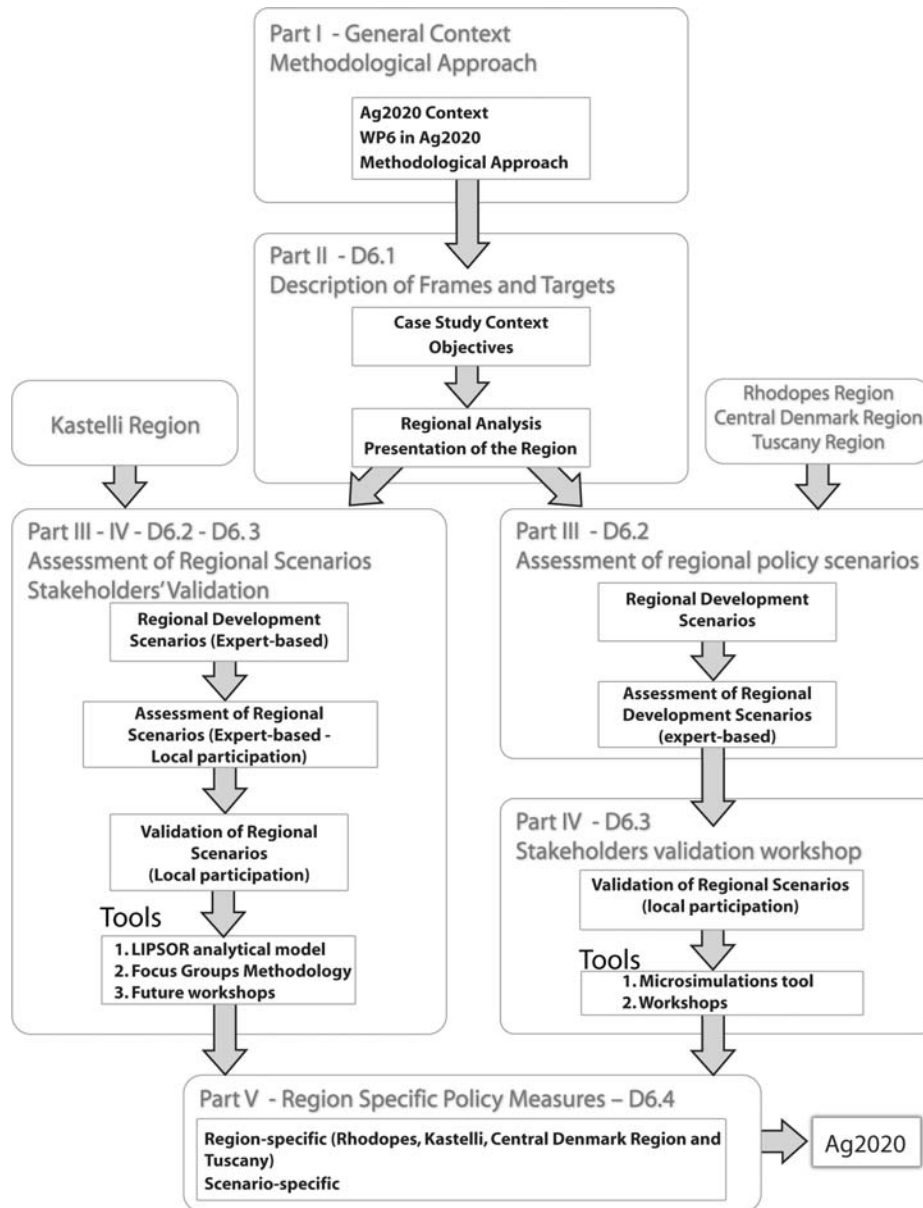 Part I - General Context
Methodological Approach
Ag2020 Context
WP6 in Ag2020
Methodological Approach
Part II - D6.1
Description of Frames and Targets
Case Study Context
Objectives
Regional Analysis
Presentation of the Region
Kastelli Region
Rhodopes Region
Central Denmark Region
Tuscany Region
Part III - IV - D6.2 - D6.3
Assessment of Regional Scenarios
Stakeholders' Validation
Regional Development
Scenarios (Expert-based)
Assessment of Regional
Scenarios (Expert-based -
Local participation)
Validation of Regional
Scenarios
(Local participation)
Tools
1. LIPSOR analytical model
2. Focus Groups Methodology
3. Future workshops
Part III - D6.2
Assessment of regional policy scenarios
Regional Development
Scenarios
Assessment of Regional
Development Scenarios
(expert-based)
Part IV - D6.3
Stakeholders validation workshop
Validation of Regional Scenarios
(local participation)
Tools
1. Microsimulations tool
2. Workshops
Part V - Region Specific Policy Measures – D6.4
Region-specific (Rhodopes, Kastelli, Central Denmark Region and
Tuscany)
Scenario-specific
Ag2020